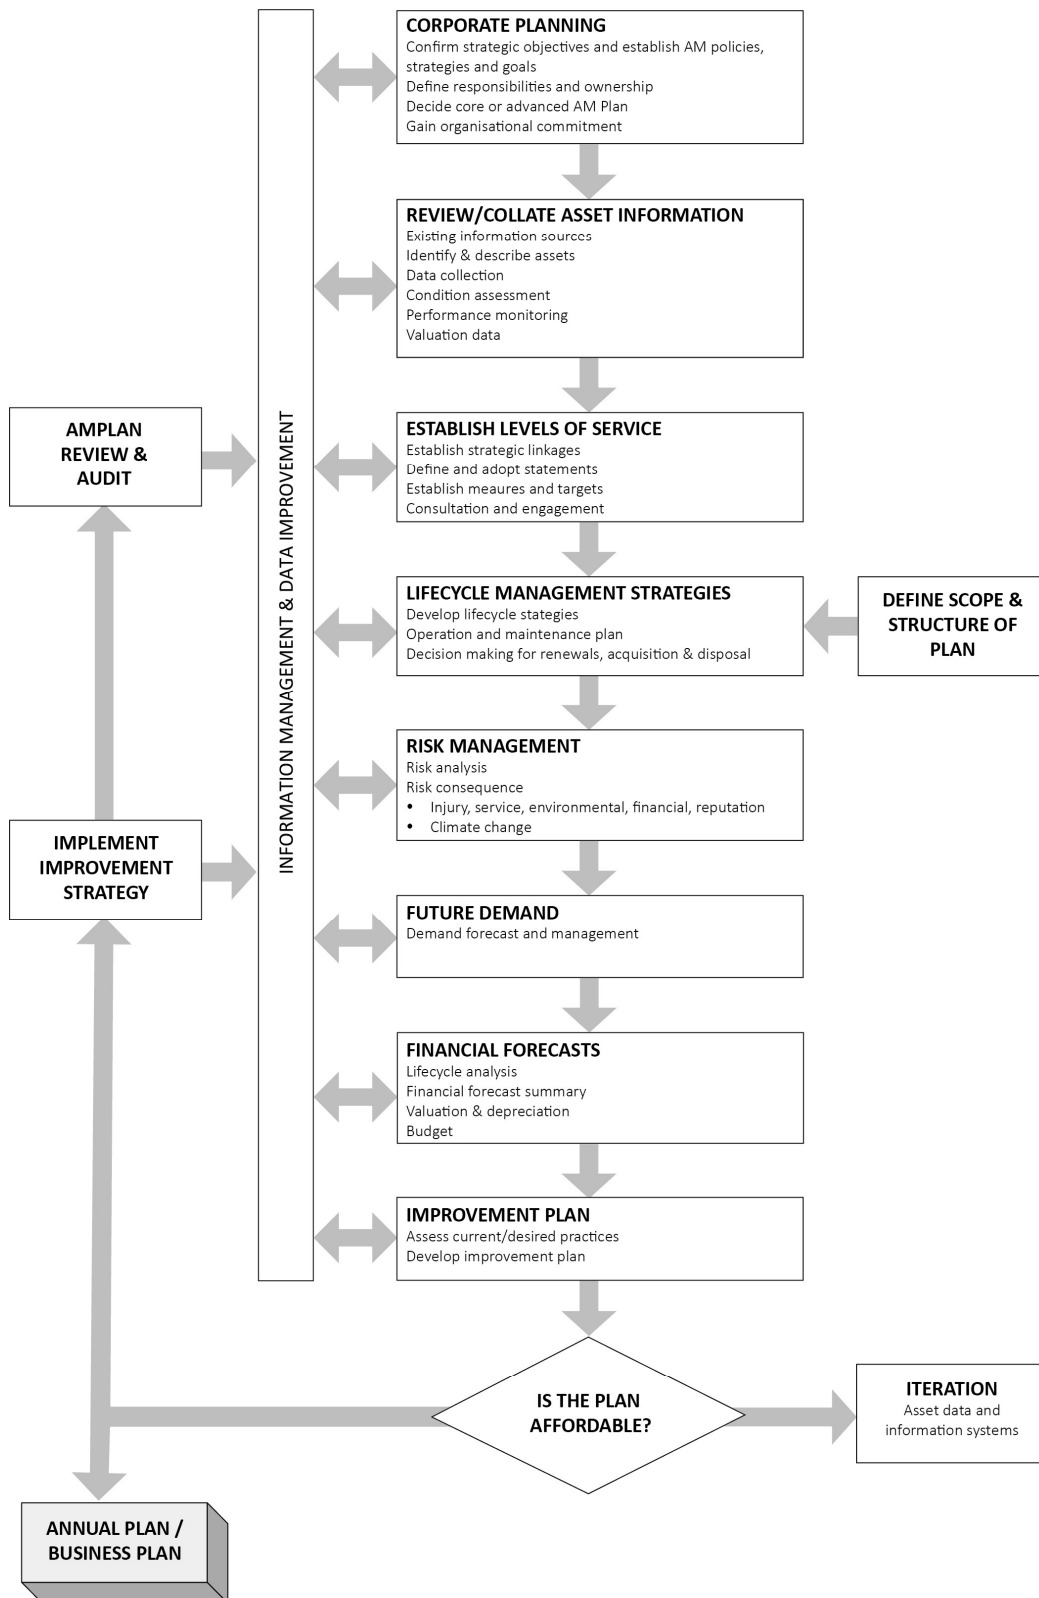 CORPORATE PLANNING
Confirm strategic objectives and establish AM policies,
strategies and goals
Define responsibilities and ownership
Decide core or advanced AM Plan
Gain organisational commitment
REVIEW/COLLATE ASSET INFORMATION
Existing information sources
Identify & describe assets
Data collection
Condition assessment
Performance monitoring
Valuation data
INFORMATION MANAGEMENT & DATA IMPROVEMENT
AMPLAN
REVIEW &
AUDIT
ESTABLISH LEVELS OF SERVICE
Establish strategic linkages
Define and adopt statements
Establish meaures and targets
Consultation and engagement
LIFECYCLE MANAGEMENT STRATEGIES
Develop lifecycle stategies
Operation and maintenance plan
Decision making for renewals, acquisition & disposal
DEFINE SCOPE &
STRUCTURE OF
PLAN
RISK MANAGEMENT
Risk analysis
Risk consequence
• Injury, service, environmental, financial, reputation
• Climate change
IMPLEMENT
IMPROVEMENT
STRATEGY
FUTURE DEMAND
Demand forecast and management
FINANCIAL FORECASTS
Lifecycle analysis
Financial forecast summary
Valuation & depreciation
Budget
IMPROVEMENT PLAN
Assess current/desired practices
Develop improvement plan
IS THE PLAN
AFFORDABLE?
ITERATION
Asset data and
information systems
ANNUAL PLAN /
BUSINESS PLAN